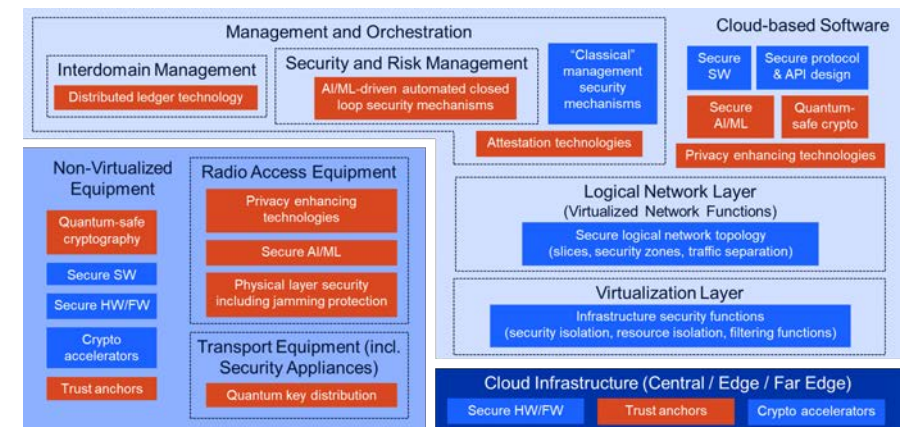 Management and Orchestration
Interdomain Management
Distributed ledger technology
Security and Risk Management
AI/ML-driven automated closed
loop security mechanisms
“Classical”
management
security
mechanisms
Attestation technologies
Cloud-based Software
Secure
SW
Secure protocol
& API design
Secure
AI/ML
Quantum-
safe crypto
Privacy enhancing technologies
Non-Virtualized
Equipment
Quantum-safe
cryptography
Secure SW
Secure HW/FW
Crypto
accelerators
Trust anchors
Radio Access Equipment
Privacy enhancing
technologies
Secure AI/ML
Physical layer security
including jamming protection
Transport Equipment (incl.
Security Appliances)
Quantum key distribution
Logical Network Layer
(Virtualized Network Functions)
Secure logical network topology
(slices, security zones, traffic separation)
Virtualization Layer
Infrastructure security functions
(security isolation, resource isolation, filtering functions)
Cloud Infrastructure (Central / Edge / Far Edge)
Secure HW/FW
Trust anchors
Crypto accelerators